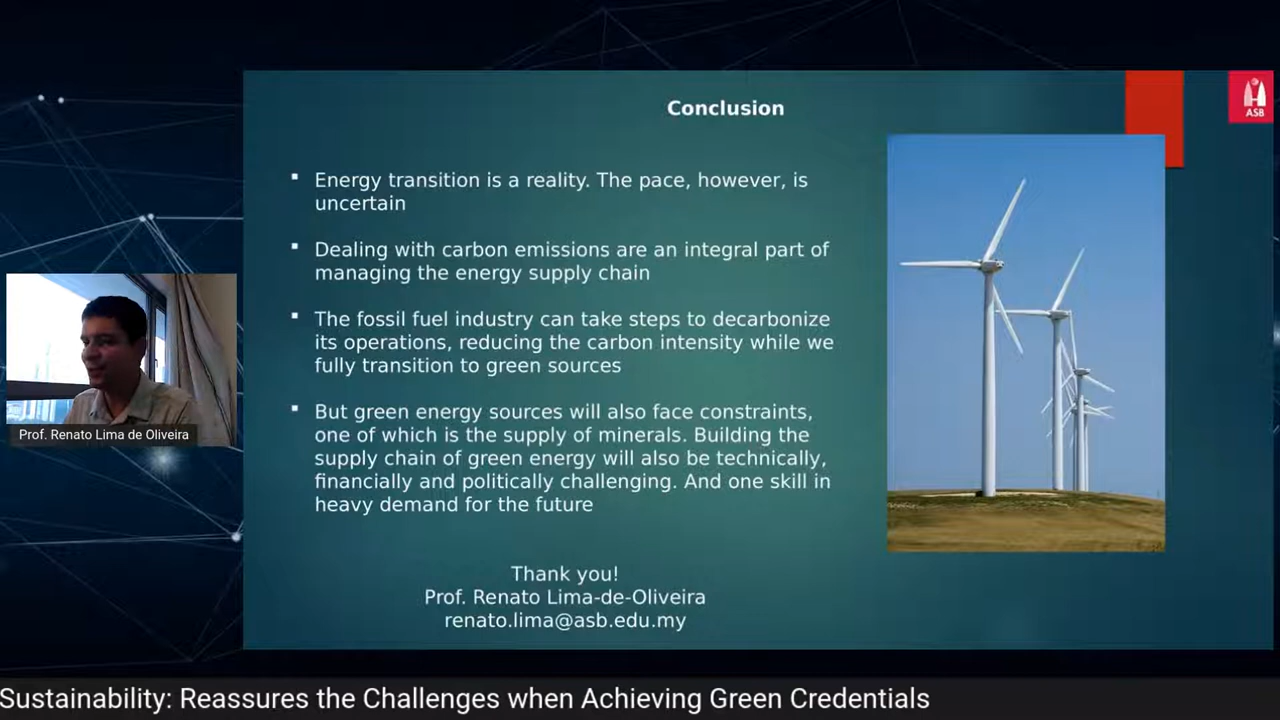 Conclusion
ASB
Energy transition is a reality. The pace, however, is
uncertain
Dealing with carbon emissions are an integral part of
managing the energy supply chain
The fossil fuel industry can take steps to decarbonize
its operations, reducing the carbon intensity while we
fully transition to green sources
But green energy sources will also face constraints,
one of which is the supply of minerals. Building the
supply chain of green energy will also be technically,
financially and politically challenging. And one skill in
heavy demand for the future
Thank you!
Prof. Renato Lima-de-Oliveira
renato.lima@asb.edu.my
Prof. Renato Lima de Oliveira
Sustainability: Reassures the Challenges when Achieving Green Credentials